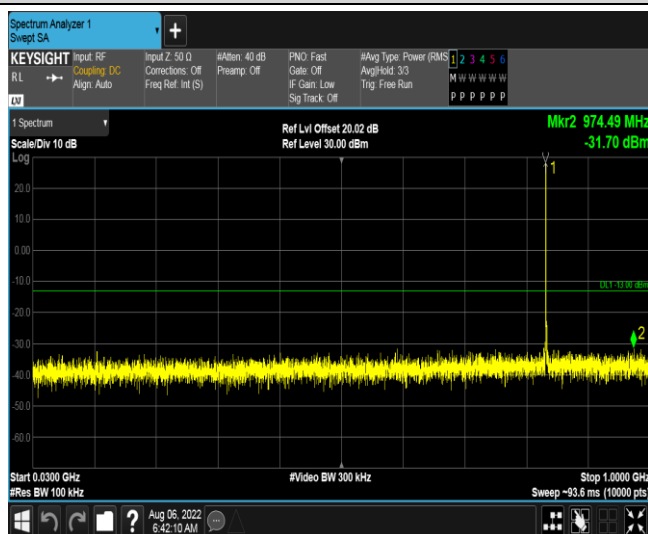 Spectrum Analyzer 1
Swept SA
+
KEYSIGHT Input: RF Input Z: 50 Ω #Atten: 40 dB PNO: Fast #Avg Type: Power (RMS 1 2 3 4 5 6
RL Coupling: DC Corrections: Off Preamp: Off Gate: Off Avg|Hold: 3/3 M W W W W W
Align: Auto Freq Ref: Int (S) IF Gain: Low Trig: Free Run
LXI Sig Track: Off P P P P P P
1 Spectrum Ref Lvl Offset 20.02 dB Mkr2 974.49 MHz
Scale/Div 10 dB Ref Level 30.00 dBm -31.70 dBm
Log
1
20.0
10.0
0.00
-10.0
DL1 -13.00 dBm
-20.0
2
-30.0
-40.0
-50.0
-60.0
Start 0.0300 GHz #Video BW 300 kHz Stop 1.0000 GHz
#Res BW 100 kHz Sweep ~93.6 ms (10000 pts)
? Aug 06, 2022
6:42:10 AM